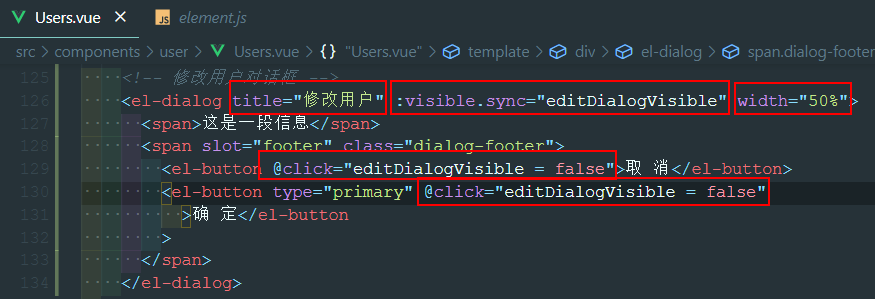 Users.vue × JS element.js
src > components > user > Users.vue > {} "Users.vue" > template > div > el-dialog > span.dialog-footer
125 <!-- 修改用户对话框 -->
126 <el-dialog title="修改用户" :visible.sync="editDialogVisible" width="50%">
127 <span>这是一段信息</span>
128 <span slot="footer" class="dialog-footer">
129 <el-button @click="editDialogVisible = false">取 消</el-button>
130 <el-button type="primary" @click="editDialogVisible = false"
131 >确 定</el-button
132 >
133 </span>
134 </el-dialog>